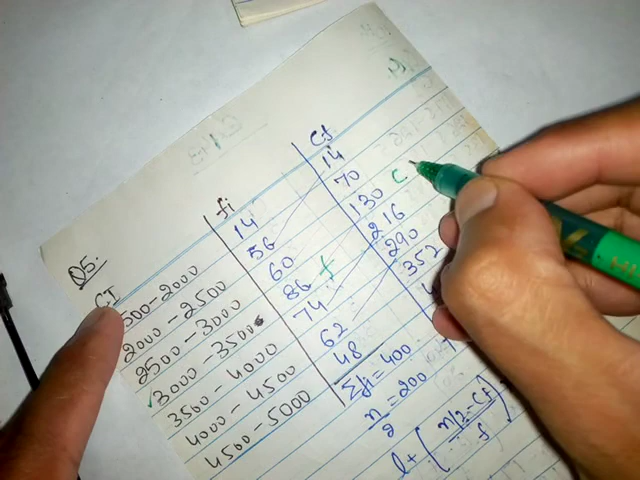 Q5.
CI fi Cf
500-2000 14 14
2000-2500 56 70
2500-3000 60 130 C
✓3000-3500 86 f 216
3500-4000 74 290
4000-4500 62 352
4500-5000 48
Σfi = 400
n/2 = 200
l + (n/2 - Cf / f)